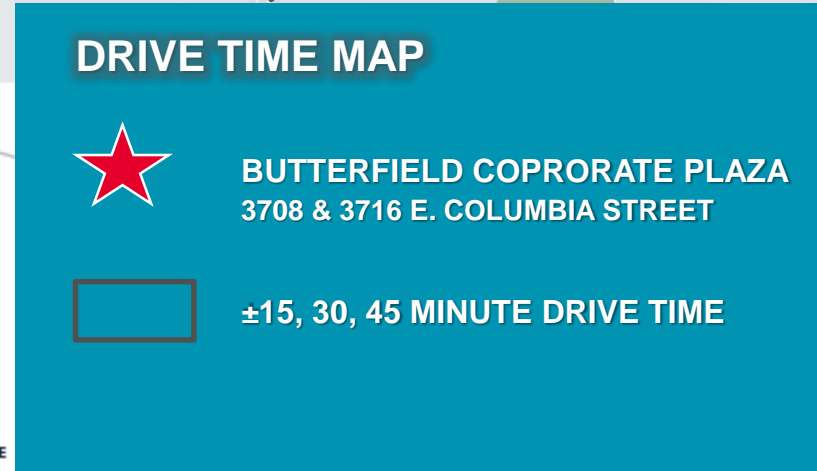 DRIVE TIME MAP
BUTTERFIELD COPRORATE PLAZA
3708 & 3716 E. COLUMBIA STREET
±15, 30, 45 MINUTE DRIVE TIME
E